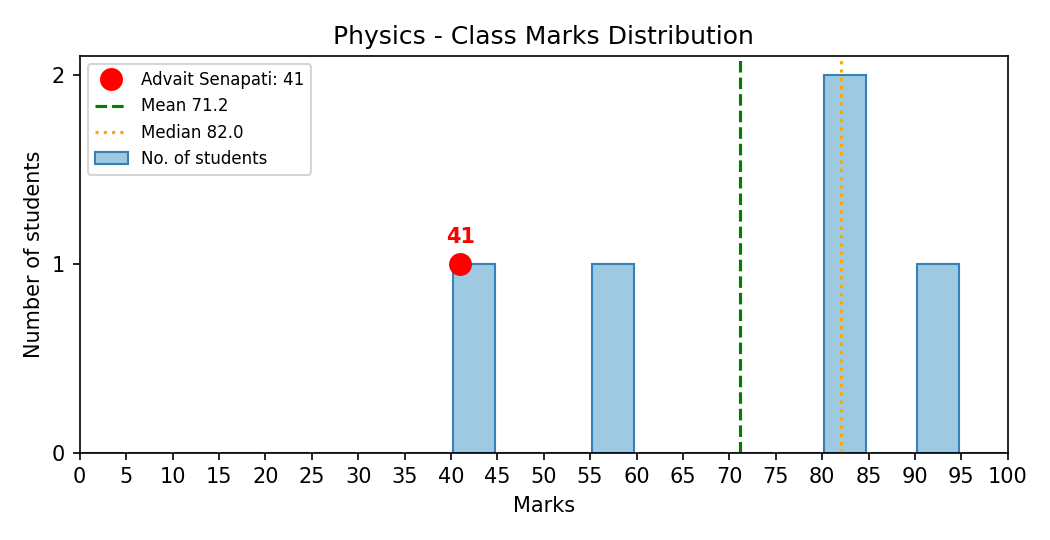 Physics - Class Marks Distribution
Advait Senapati: 41
Mean 71.2
Median 82.0
No. of students
Number of students
2
1
0
41
0 5 10 15 20 25 30 35 40 45 50 55 60 65 70 75 80 85 90 95 100
Marks